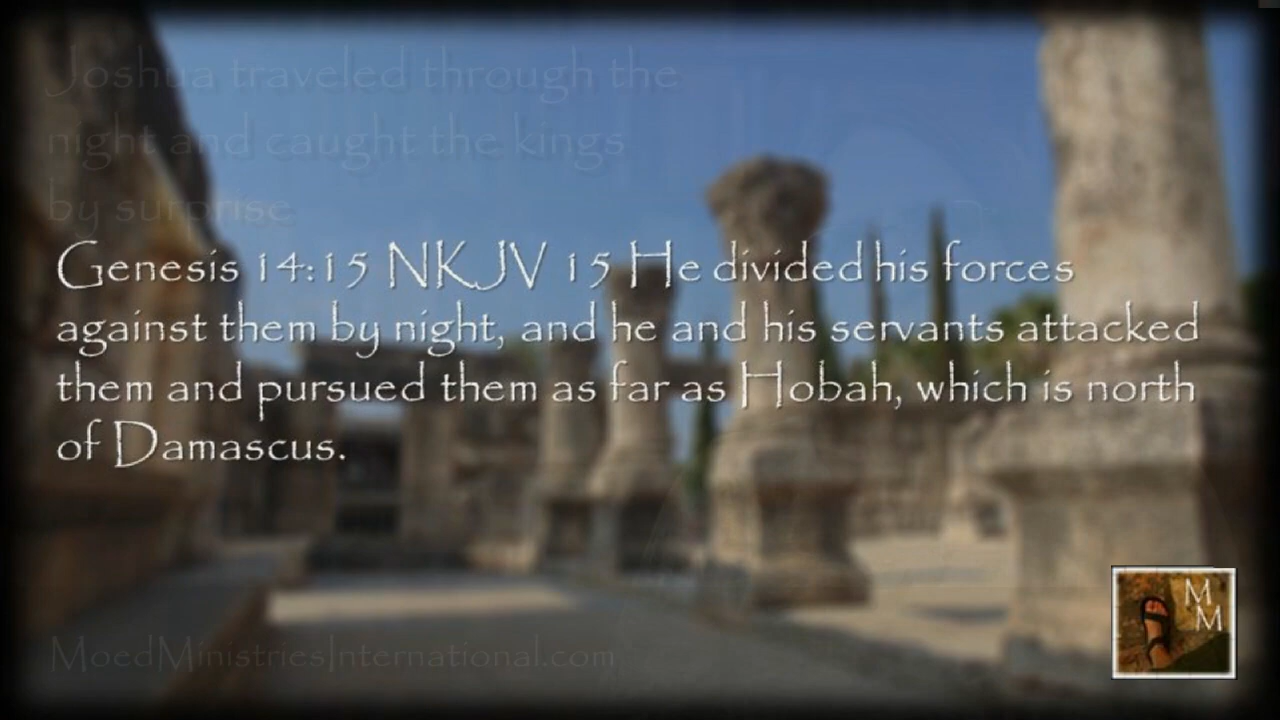 Joshua traveled through the
night and caught the kings
by surprise
Genesis 14:15 NKJV 15 He divided his forces
against them by night, and he and his servants attacked
them and pursued them as far as Hobah, which is north
of Damascus.
MoedMinistriesInternational.com
M
M